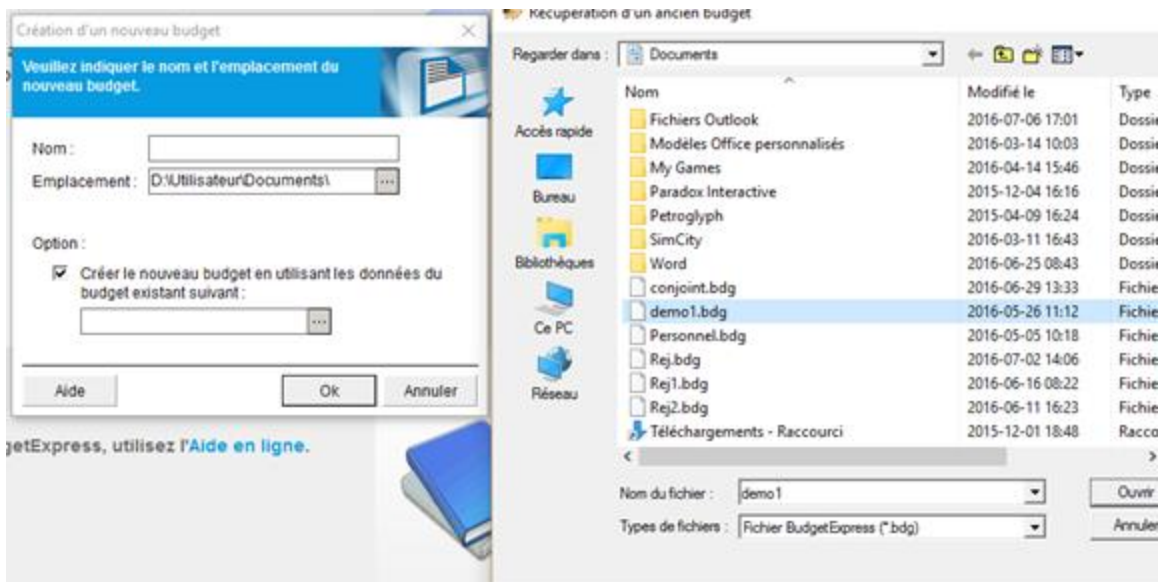 Création d'un nouveau budget
Veuillez indiquer le nom et l'emplacement du
nouveau budget.
Nom :
Emplacement : D:\Utilisateur\Documents\ ...
Option :
Créer le nouveau budget en utilisant les données du
budget existant suivant :
...
Aide Ok Annuler
getExpress, utilisez l'Aide en ligne.
Récupération d'un ancien budget
Regarder dans : Documents
Nom Modifié le Type
Accès rapide
Bureau
Bibliothèques
Ce PC
Réseau
Fichiers Outlook 2016-07-06 17:01 Dossie
Modèles Office personnalisés 2016-03-14 10:03 Dossie
My Games 2016-04-14 15:46 Dossie
Paradox Interactive 2015-12-04 16:16 Dossie
Petroglyph 2015-04-09 16:24 Dossie
SimCity 2016-03-11 16:43 Dossie
Word 2016-06-25 08:43 Dossie
conjoint.bdg 2016-06-29 13:33 Fichie
demo1.bdg 2016-05-26 11:12 Fichie
Personnel.bdg 2016-05-05 10:18 Fichie
Rej.bdg 2016-07-02 14:06 Fichie
Rej1.bdg 2016-06-16 08:22 Fichie
Rej2.bdg 2016-06-11 16:23 Fichie
Téléchargements - Raccourci 2015-12-01 18:48 Racco
Nom du fichier : demo1 Ouvrir
Types de fichiers : Fichier BudgetExpress (*.bdg) Annuler